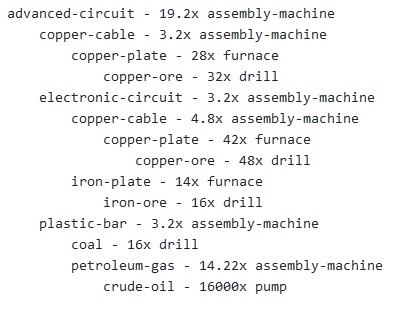 advanced-circuit - 19.2x assembly-machine
copper-cable - 3.2x assembly-machine
copper-plate - 28x furnace
copper-ore - 32x drill
electronic-circuit - 3.2x assembly-machine
copper-cable - 4.8x assembly-machine
copper-plate - 42x furnace
copper-ore - 48x drill
iron-plate - 14x furnace
iron-ore - 16x drill
plastic-bar - 3.2x assembly-machine
coal - 16x drill
petroleum-gas - 14.22x assembly-machine
crude-oil - 16000x pump